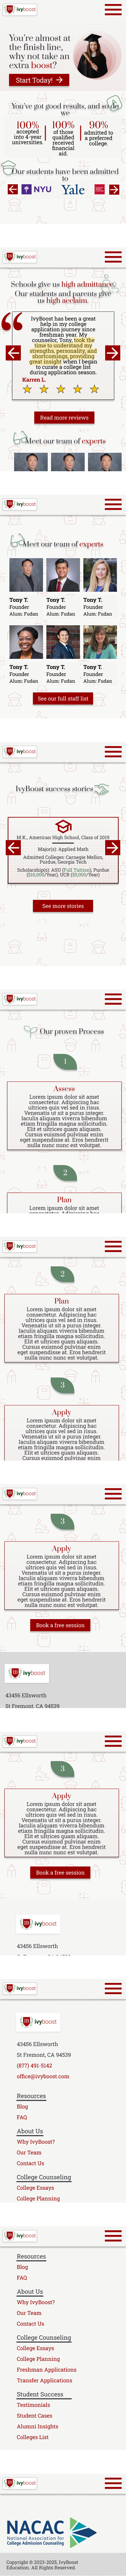 ivyboost
You're almost at
the finish line,
why not take an
extra boost?
Start Today!
You've got good results, and so do
we
100%
accepted
into 4-year
universities.
100%
of those
qualified
received
financial
aid.
90%
admitted to
a preferred
college.
Our students have been admitted
to
NYU
Yale
ivyboost
Schools give us high admittance.
Our students and parents give
us high acclaim.
IvyBoost has been a great
help in my college
application journey since
freshman year! My
counselor, Tony, took the
time to understand my
strengths, personality, and
shortcomings, providing
great insight when I began
to curate a college list
during application season.
Karren L.
Read more reviews
Meet our team of experts
ivyboost
Meet our team of experts
Tony T.
Founder
Alum: Fudan
Tony T.
Founder
Alum: Fudan
Tony T.
Founder
Alum: Fudan
Tony T.
Founder
Alum: Fudan
Tony T.
Founder
Alum: Fudan
Tony T.
Founder
Alum: Fudan
See our full staff list
ivyboost
IvyBoost success stories
M.K., American High School, Class of 2019
Major(s) Applied Math
Admitted Colleges: Carnegie Mellon,
Purdue, Georgia Tech
See more stories
ivyboost
Our proven Process
1
Assess
Lorem ipsum dolor sit amet
consectetur. Adipiscing hac
ultrices quis velit sed in risus.
Venenatis ut sit a purus integer.
Iaculis aliquam viverra bibendum
etiam fringilla magna sollicitudin.
Elit et ultrices quam aliquam
cursus euismod pulvinar enim
eget suspendisse et. Eros hendrerit
nulla nunc nunc est volutpat.
2
Plan
Lorem ipsum dolor sit amet
consectetur. Adipiscing hac
ivyboost
2
Plan
Lorem ipsum dolor sit amet
consectetur. Adipiscing hac
ultrices quis velit sed in risus.
Venenatis ut sit a purus integer.
Iaculis aliquam viverra bibendum
etiam fringilla magna sollicitudin.
Elit et ultrices quam aliquam
cursus euismod pulvinar enim
eget suspendisse et. Eros hendrerit
nulla nunc nunc est volutpat.
3
Apply
Lorem ipsum dolor sit amet
consectetur. Adipiscing hac
ultrices quis velit sed in risus.
Venenatis ut sit a purus integer.
Iaculis aliquam viverra bibendum
etiam fringilla magna sollicitudin.
Elit et ultrices quam aliquam
cursus euismod pulvinar enim
ivyboost
3
Apply
Lorem ipsum dolor sit amet
consectetur. Adipiscing hac
ultrices quis velit sed in risus.
Venenatis ut sit a purus integer.
Iaculis aliquam viverra bibendum
etiam fringilla magna sollicitudin.
Elit et ultrices quam aliquam
cursus euismod pulvinar enim
eget suspendisse et. Eros hendrerit
nulla nunc nunc est volutpat.
Book a free session
ivyboost
43456 Ellsworth
St Fremont, CA 94539
ivyboost
3
Apply
Lorem ipsum dolor sit amet
consectetur. Adipiscing hac
ultrices quis velit sed in risus.
Venenatis ut sit a purus integer.
Iaculis aliquam viverra bibendum
etiam fringilla magna sollicitudin.
Elit et ultrices quam aliquam
cursus euismod pulvinar enim
eget suspendisse et. Eros hendrerit
nulla nunc nunc est volutpat.
Book a free session
ivyboost
43456 Ellsworth
ivyboost
ivyboost
43456 Ellsworth
St Fremont, CA 94539
(877) 491-5142
office@ivyboost.com
Resources
Blog
FAQ
About Us
Why IvyBoost?
Our Team
Contact Us
College Counseling
College Essays
College Planning
ivyboost
Resources
Blog
FAQ
About Us
Why IvyBoost?
Our Team
Contact Us
College Counseling
College Essays
College Planning
Freshman Applications
Transfer Applications
Student Success
Testimonials
Student Cases
Alumni Insights
Colleges List
ivyboost
NACAC
National Association for
College Admission Counseling
Copyright © 2023-2025, IvyBoost
Education. All Rights Reserved.